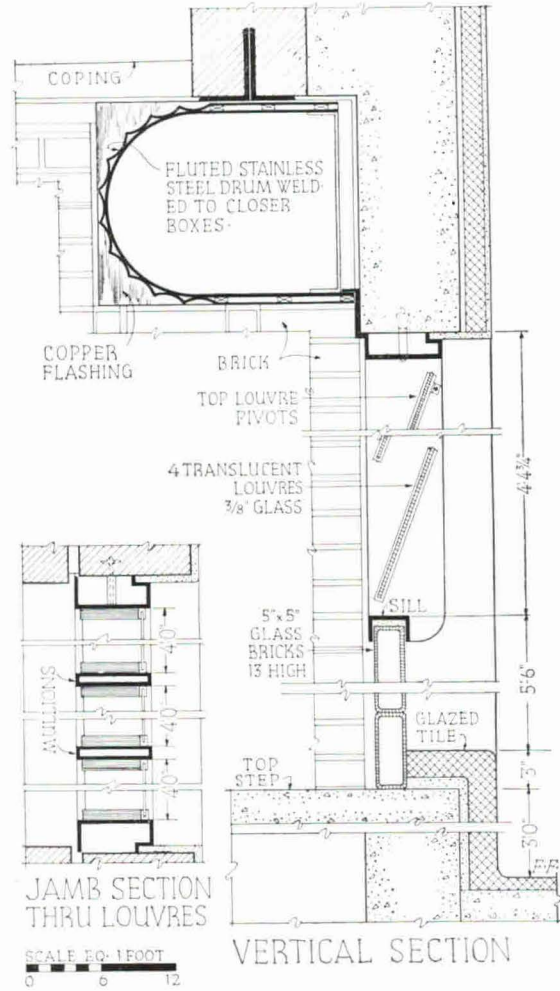 COPING
FLUTED STAINLESS
STEEL DRUM WELD-
ED TO CLOSER
BOXES·
COPPER
FLASHING
BRICK
TOP LOUVRE
PIVOTS
4 TRANSLUCENT
LOUVRES
3/8" GLASS
4'4¾"
SILL
5" x 5"
GLASS
BRICKS
13 HIGH
5'6"
GLAZED
TILE
3"
TOP
STEP
3'0"
F.F.
MULLIONS
4'0"
4'0"
4'0"
JAMB SECTION
THRU LOUVRES
VERTICAL SECTION
SCALE EQ· 1 FOOT
0 6 12